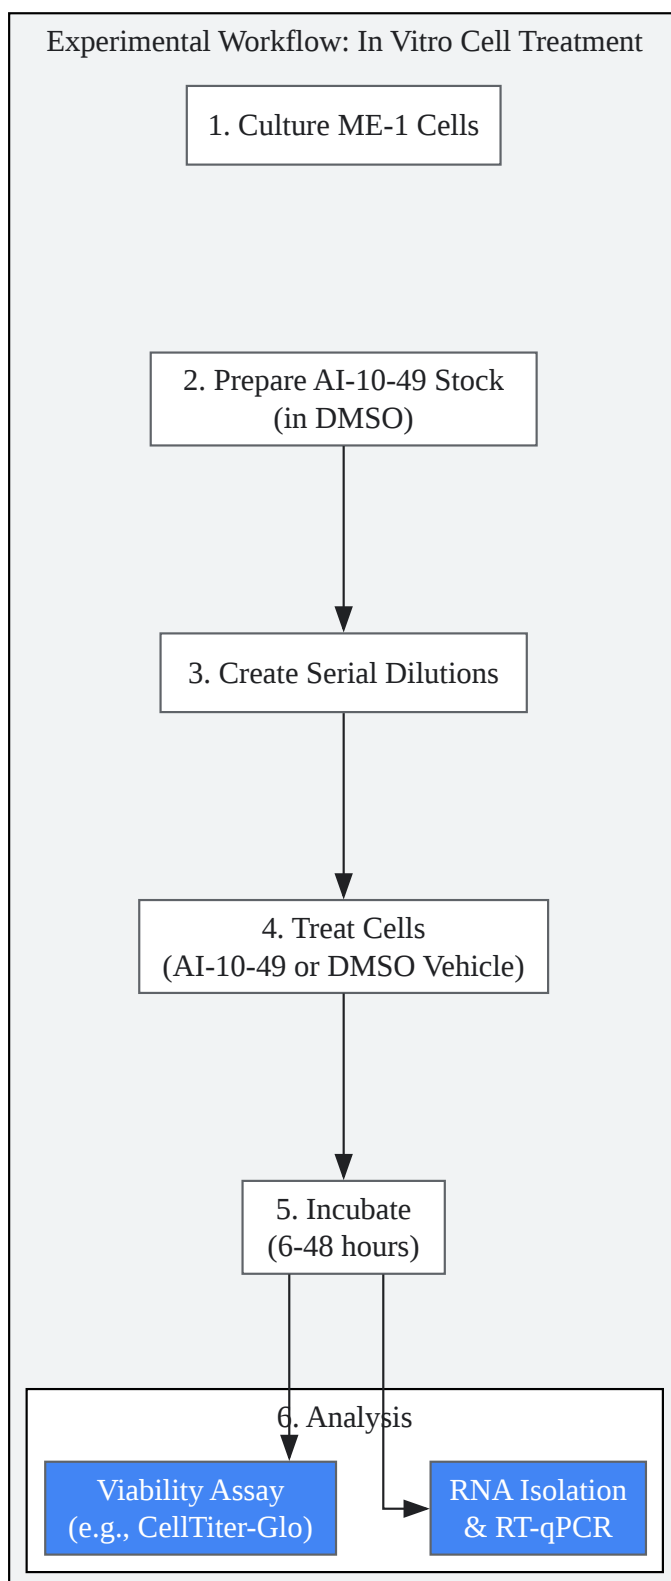 Experimental Workflow: In Vitro Cell Treatment
1. Culture ME-1 Cells
2. Prepare AI-10-49 Stock
(in DMSO)
3. Create Serial Dilutions
4. Treat Cells
(AI-10-49 or DMSO Vehicle)
5. Incubate
(6-48 hours)
6. Analysis
Viability Assay
(e.g., CellTiter-Glo)
RNA Isolation
& RT-qPCR